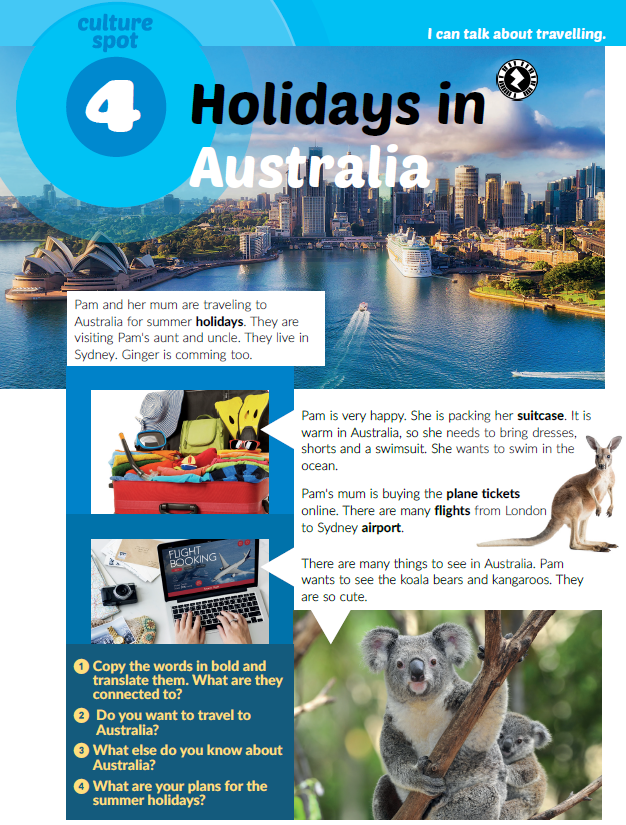 culture
spot
4
I can talk about travelling.
Holidays in
Australia
Pam and her mum are traveling to
Australia for summer holidays. They are
visiting Pam's aunt and uncle. They live in
Sydney. Ginger is comming too.
Pam is very happy. She is packing her suitcase. It is
warm in Australia, so she needs to bring dresses,
shorts and a swimsuit. She wants to swim in the
ocean.
Pam's mum is buying the plane tickets
online. There are many flights from London
to Sydney airport.
FLIGHT
BOOKING
There are many things to see in Australia. Pam
wants to see the koala bears and kangaroos. They
are so cute.
1 Copy the words in bold and
translate them. What are they
connected to?
2 Do you want to travel to
Australia?
3 What else do you know about
Australia?
4 What are your plans for the
summer holidays?